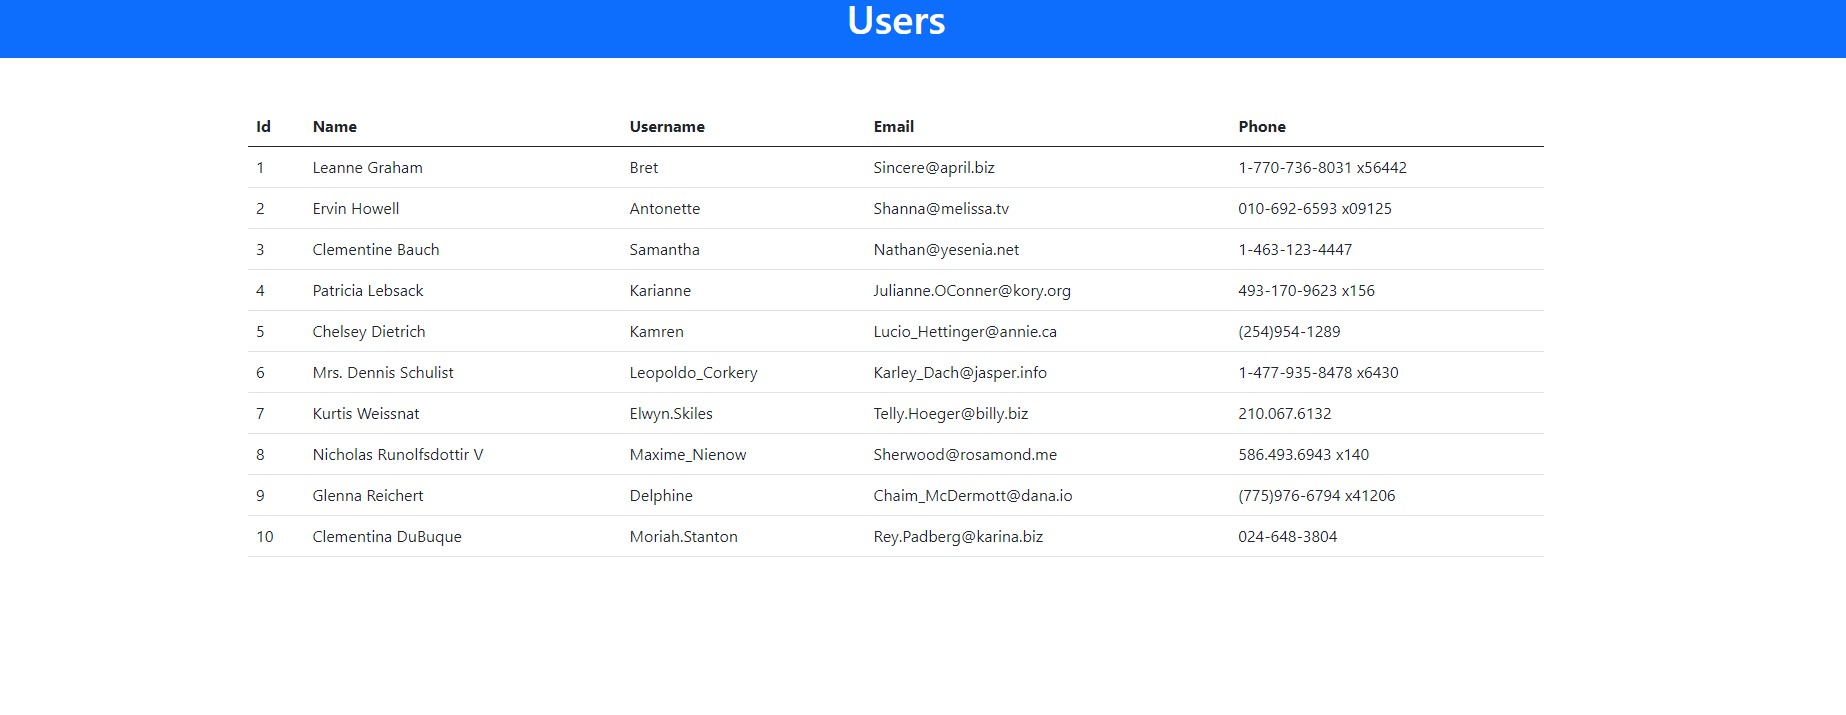 Users
Id Name Username Email Phone
1 Leanne Graham Bret Sincere@april.biz 1-770-736-8031 x56442
2 Ervin Howell Antonette Shanna@melissa.tv 010-692-6593 x09125
3 Clementine Bauch Samantha Nathan@yesenia.net 1-463-123-4447
4 Patricia Lebsack Karianne Julianne.OConner@kory.org 493-170-9623 x156
5 Chelsey Dietrich Kamren Lucio_Hettinger@annie.ca (254)954-1289
6 Mrs. Dennis Schulist Leopoldo_Corkery Karley_Dach@jasper.info 1-477-935-8478 x6430
7 Kurtis Weissnat Elwyn.Skiles Telly.Hoeger@billy.biz 210.067.6132
8 Nicholas Runolfsdottir V Maxime_Nienow Sherwood@rosamond.me 586.493.6943 x140
9 Glenna Reichert Delphine Chaim_McDermott@dana.io (775)976-6794 x41206
10 Clementina DuBuque Moriah.Stanton Rey.Padberg@karina.biz 024-648-3804